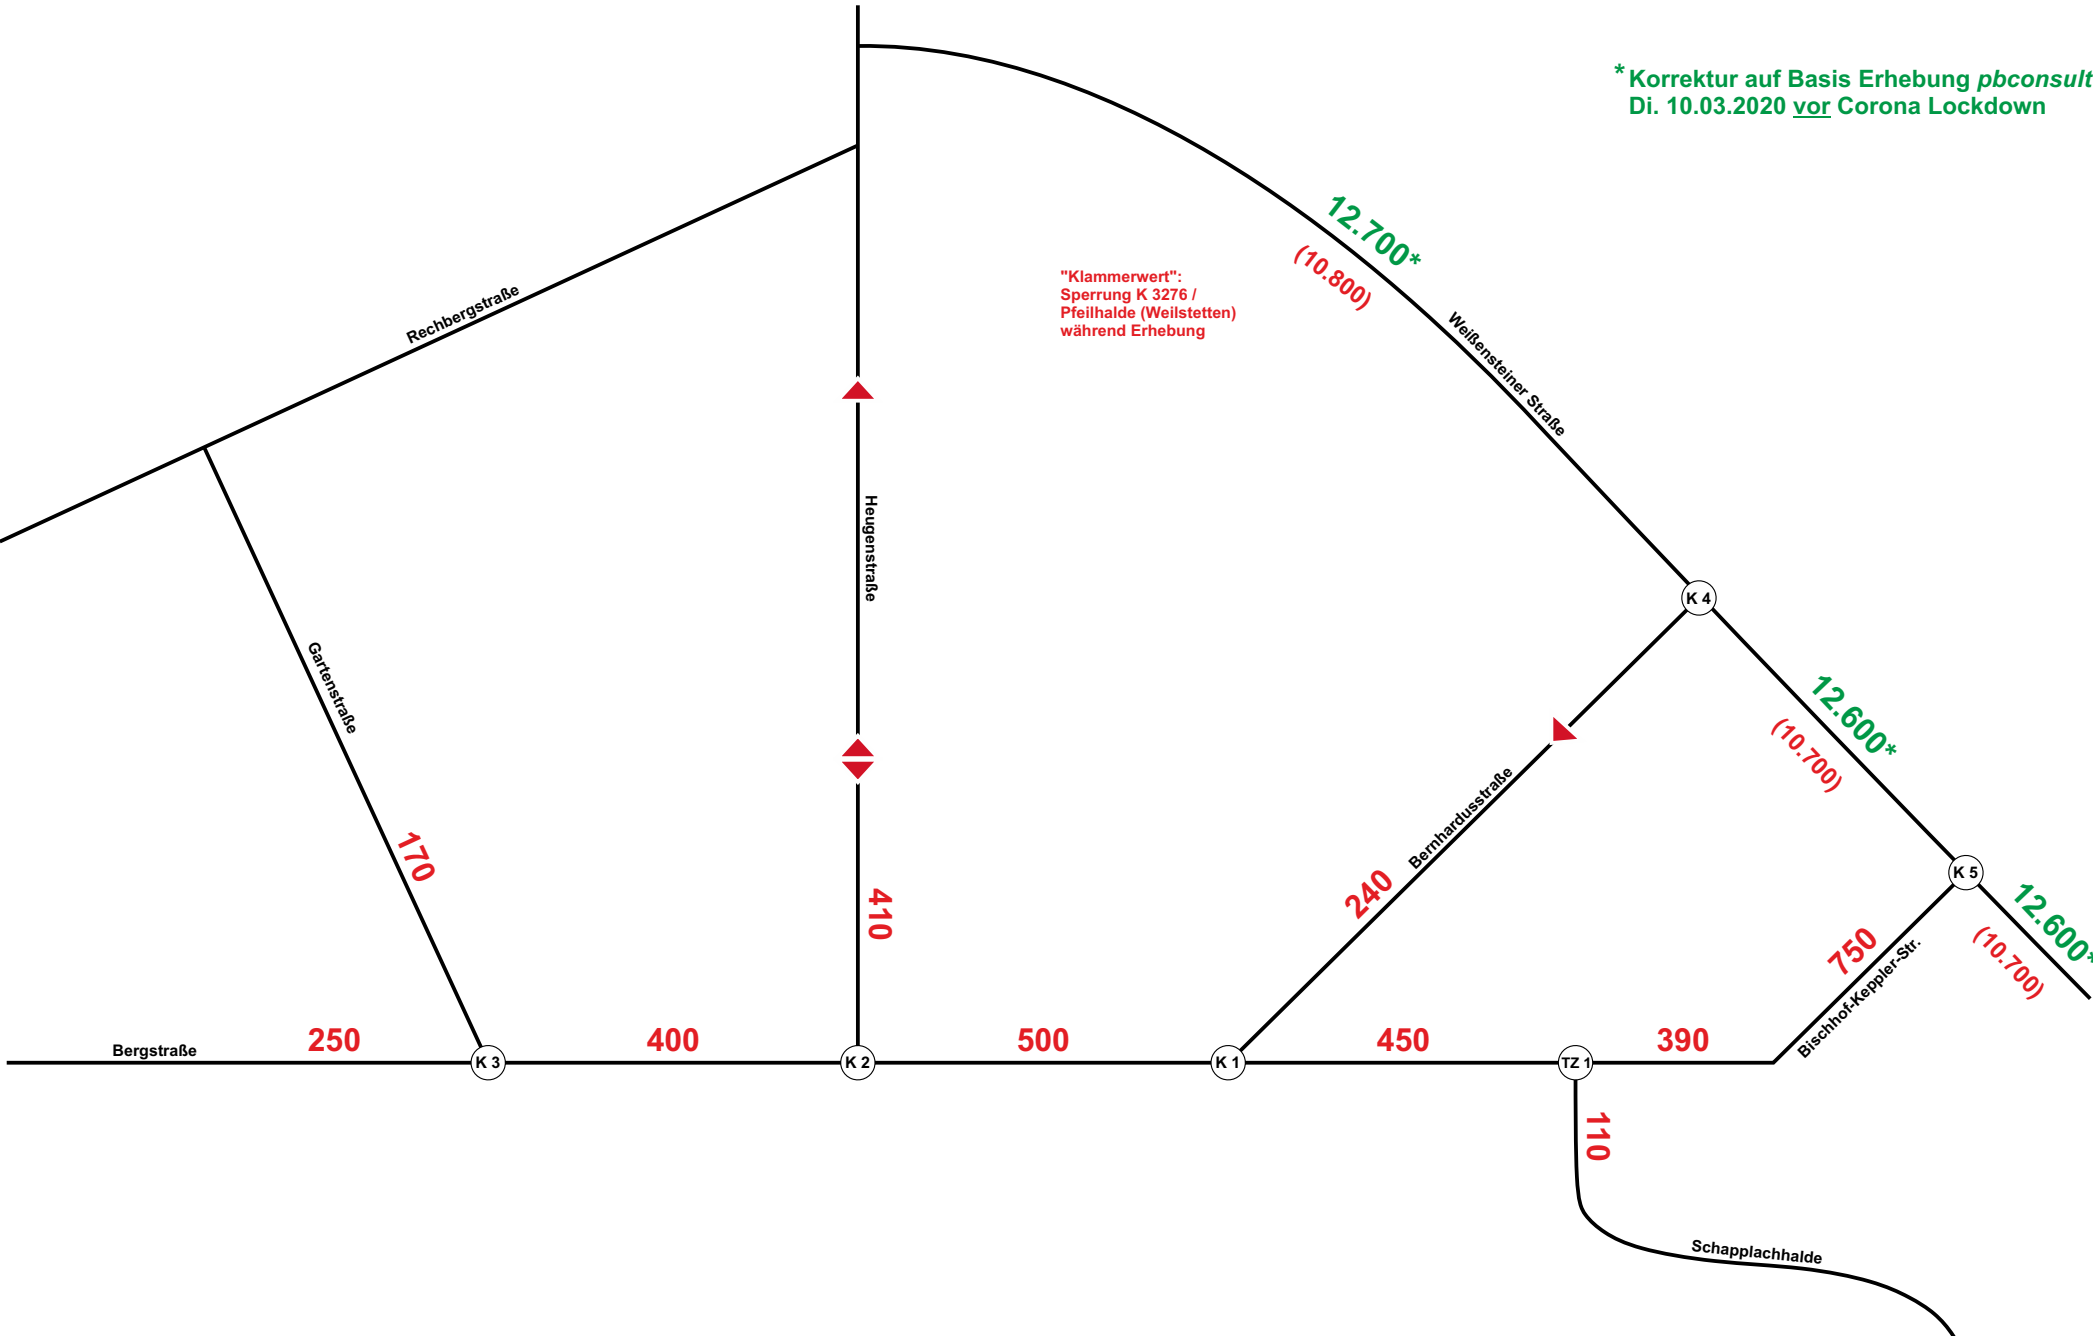 * Korrektur auf Basis Erhebung pbconsult
Di. 10.03.2020 vor Corona Lockdown
12.700*
(10.800)
"Klammerwert":
Sperrung K 3276 /
Pfeilhalde (Weilstetten)
während Erhebung
Rechbergstraße
Weißensteiner Straße
Heugenstraße
K 4
Gartenstraße
12.600*
(10.700)
Bernhardusstraße
170
240
410
K 5
12.600*
(10.700)
750
Bischhof-Keppler-Str.
Bergstraße
250
400
500
450
390
K 3
K 2
K 1
TZ 1
110
Schapplachhalde